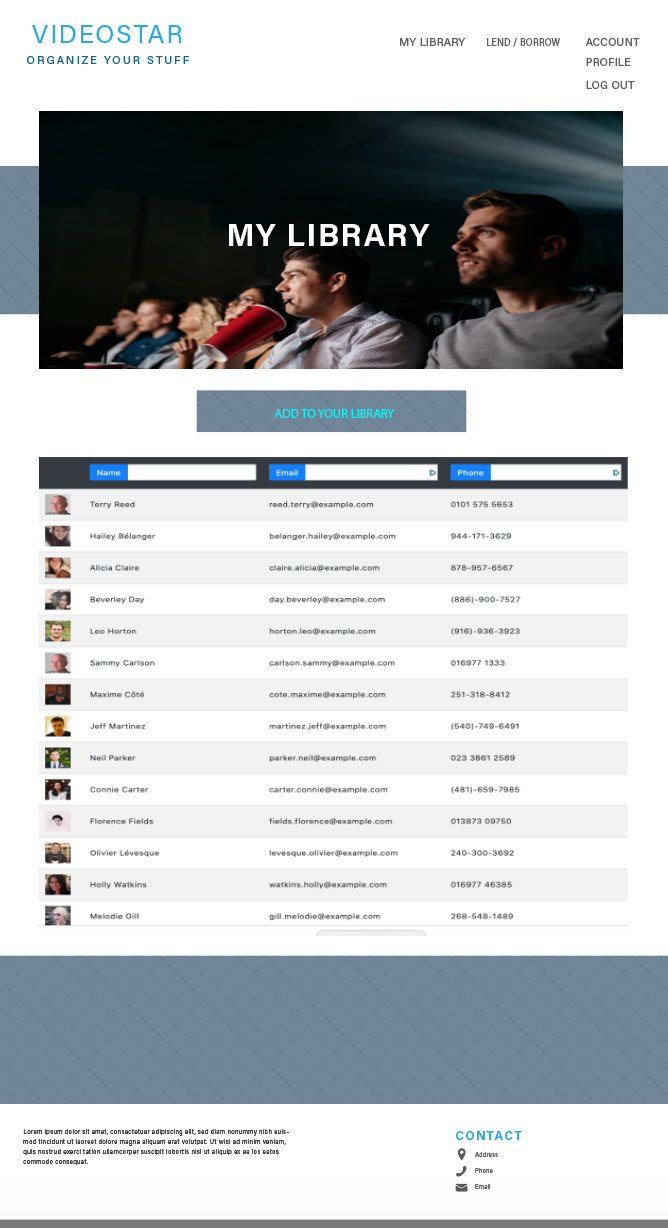 VIDEOSTAR
ORGANIZE YOUR STUFF
MY LIBRARY
LEND / BORROW
ACCOUNT
PROFILE
LOG OUT
MY LIBRARY
ADD TO YOUR LIBRARY
Name Email Phone
Terry Reed reed.terry@example.com 0101 575 5653
Hailey Bélanger belanger.hailey@example.com 944-171-3629
Alicia Claire claire.alicia@example.com 878-957-6567
Beverley Day day.beverley@example.com (886)-900-7527
Leo Horton horton.leo@example.com (916)-936-3923
Sammy Carlson carlson.sammy@example.com 016977 1333
Maxime Côté cote.maxime@example.com 251-318-8412
Jeff Martinez martinez.jeff@example.com (540)-749-6491
Neil Parker parker.neil@example.com 023 3861 2589
Connie Carter carter.connie@example.com (481)-659-7985
Florence Fields fields.florence@example.com 013873 09750
Olivier Lévesque levesque.olivier@example.com 240-300-3692
Holly Watkins watkins.holly@example.com 016977 46385
Melodie Gill gill.melodie@example.com 268-548-1489
Lorem ipsum dolor sit amet, consectetuer adipiscing elit, sed diam nonummy nibh euis-
mod tincidunt ut laoreet dolore magna aliquam erat volutpat. Ut wisi ad minim veniam,
quis nostrud exerci tation ullamcorper suscipit lobortis nisl ut aliquip ex ea los eatos
commodo consequat.
CONTACT
Address
Phone
Email